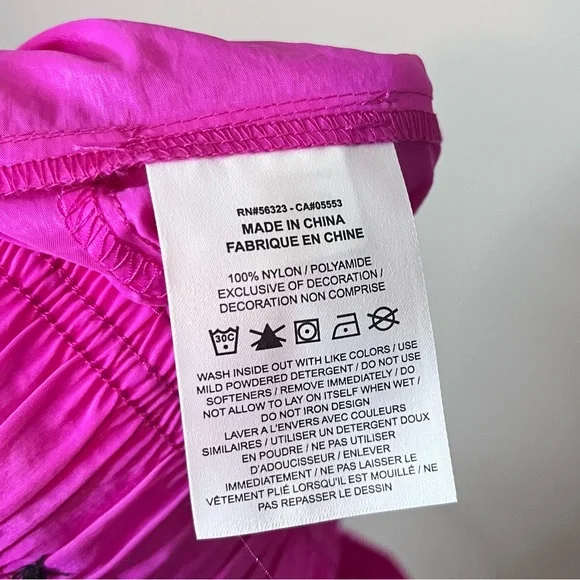 RN#56323 - CA#05553
MADE IN CHINA
FABRIQUE EN CHINE
100% NYLON / POLYAMIDE
EXCLUSIVE OF DECORATION /
DECORATION NON COMPRISE
30C
WASH INSIDE OUT WITH LIKE COLORS / USE
MILD POWDERED DETERGENT / DO NOT USE
SOFTENERS / REMOVE IMMEDIATELY / DO
NOT ALLOW TO LAY ON ITSELF WHEN WET /
DO NOT IRON DESIGN
LAVER A L'ENVERS AVEC COULEURS
SIMILAIRES / UTILISER UN DETERGENT DOUX
EN POUDRE / NE PAS UTILISER
D'ADOUCISSEUR / ENLEVER
IMMEDIATEMENT / NE PAS LAISSER LE
VÊTEMENT PLIÉ LORSQU'IL EST MOUILLÉ / NE
PAS REPASSER LE DESSIN